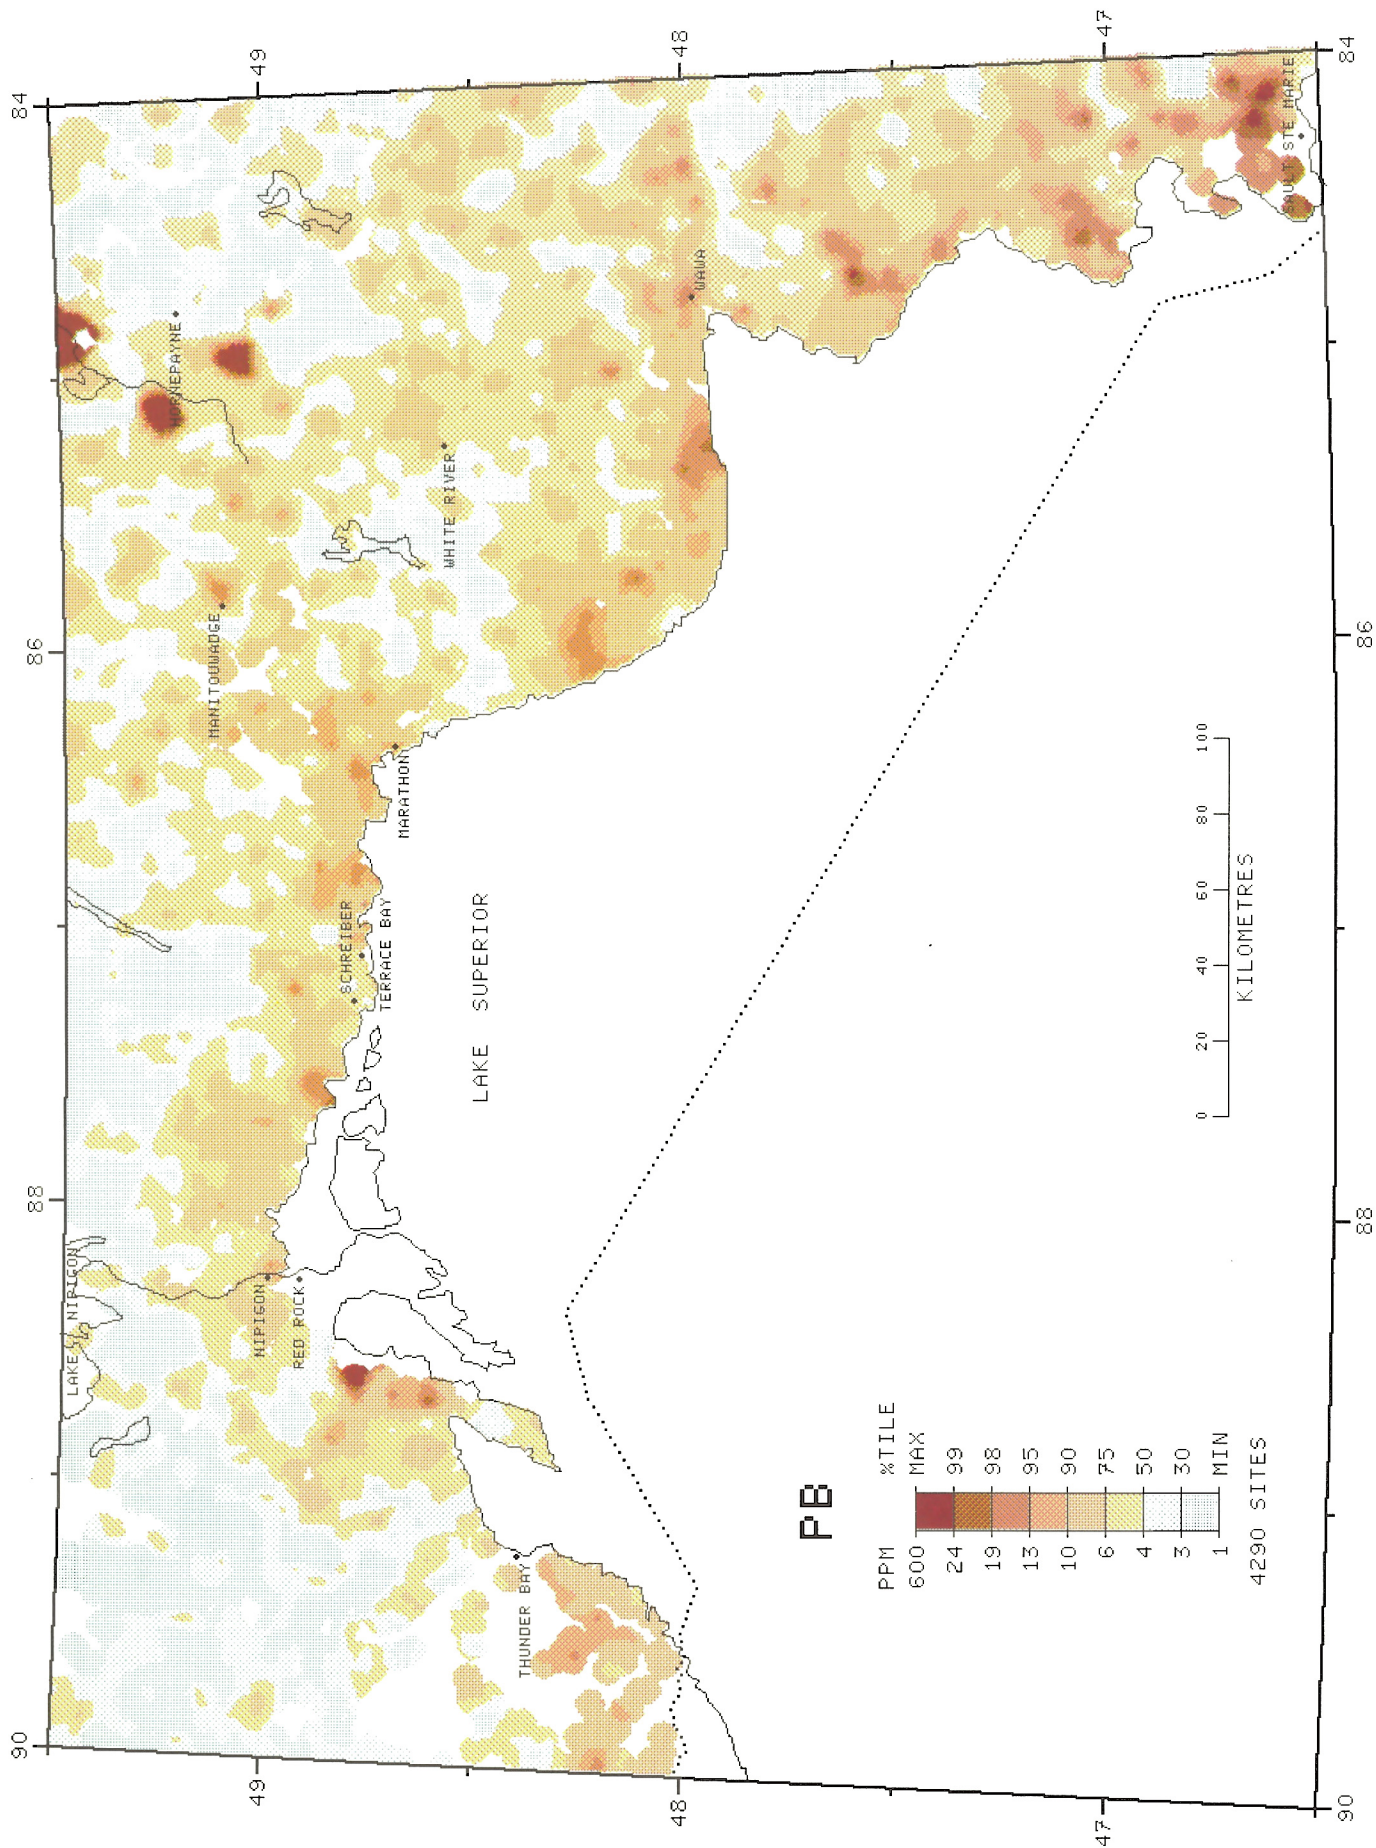 90
88
86
84
49
48
47
49
48
47
90
88
86
84
LAKE NIPIGON
HORNEPAYNE
MANITOUWADGE
NIPIGON
RED ROCK
SCHREIBER
TERRACE BAY
MARATHON
WHITE RIVER
THUNDER BAY
WAWA
LAKE SUPERIOR
SAULT STE MARIE
PB
PPM %TILE
600 MAX
24 99
19 98
13 95
10 90
6 75
4 50
3 30
1 MIN
4290 SITES
0 20 40 60 80 100
KILOMETRES